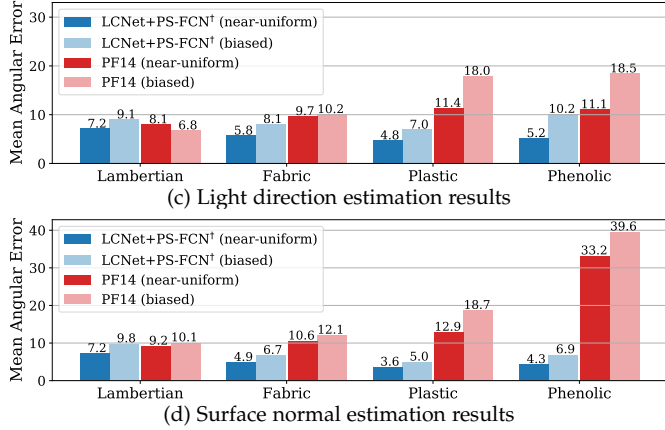 Mean Angular Error
30
20
10
0
LCNet+PS-FCN† (near-uniform)
LCNet+PS-FCN† (biased)
PF14 (near-uniform)
PF14 (biased)
7.2 9.1 8.1 6.8
5.8 8.1 9.7 10.2
4.8 7.0 11.4 18.0
5.2 10.2 11.1 18.5
Lambertian Fabric Plastic Phenolic
(c) Light direction estimation results
Mean Angular Error
40
30
20
10
0
LCNet+PS-FCN† (near-uniform)
LCNet+PS-FCN† (biased)
PF14 (near-uniform)
PF14 (biased)
7.2 9.8 9.2 10.1
4.9 6.7 10.6 12.1
3.6 5.0 12.9 18.7
4.3 6.9 33.2 39.6
Lambertian Fabric Plastic Phenolic
(d) Surface normal estimation results